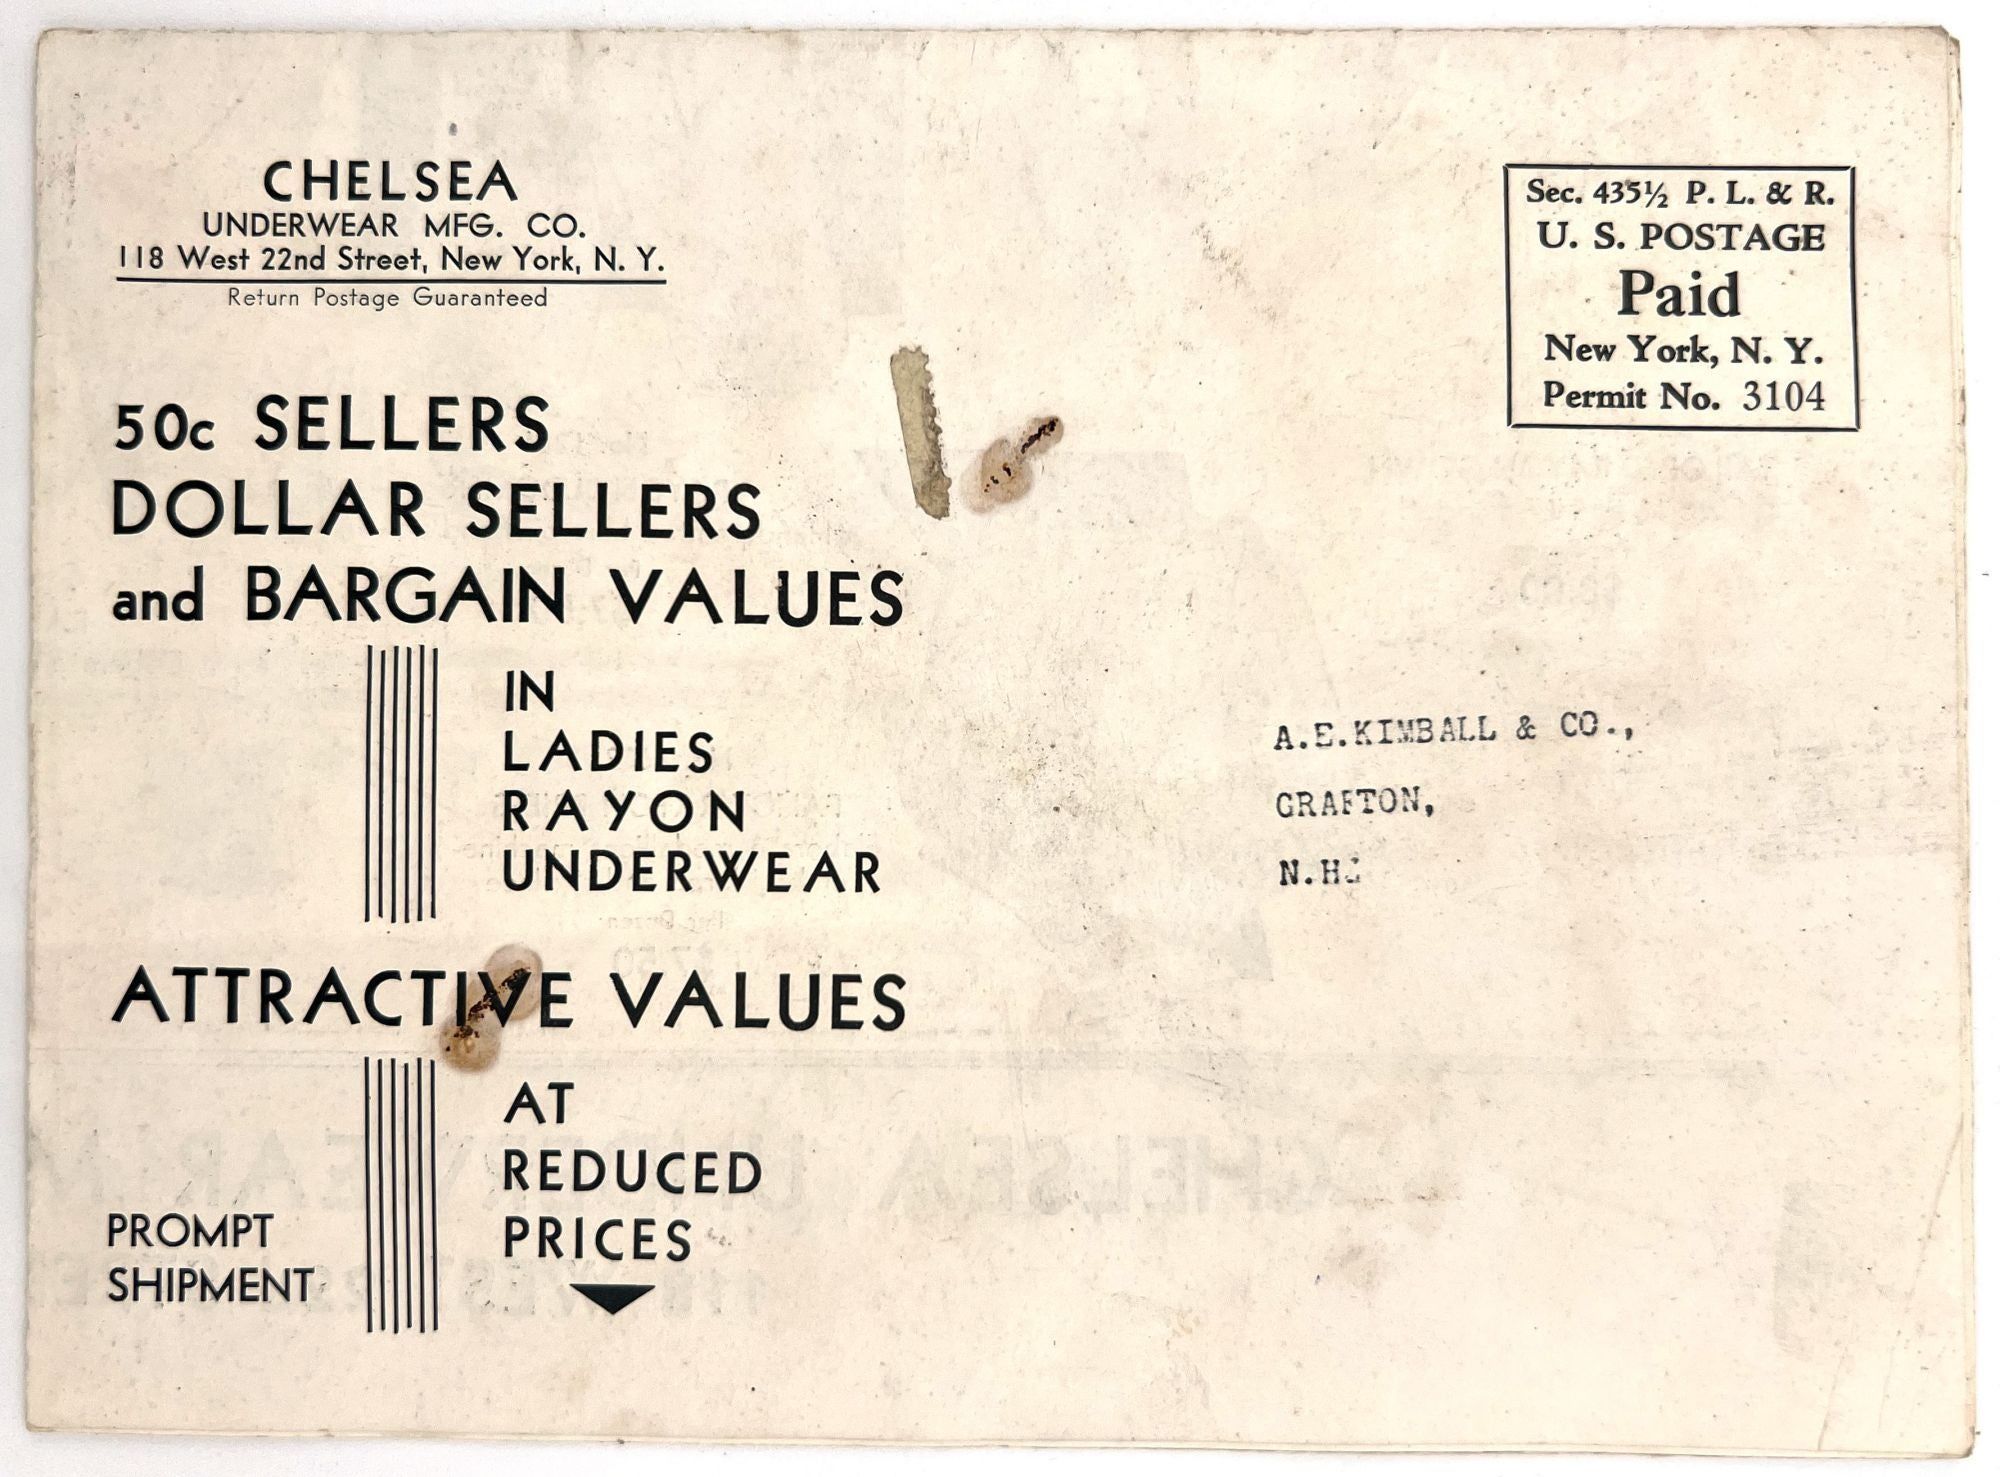 CHELSEA
UNDERWEAR MFG. CO.
118 West 22nd Street, New York, N. Y.
Return Postage Guaranteed
Sec. 435½ P. L. & R.
U. S. POSTAGE
Paid
New York, N. Y.
Permit No. 3104
50c SELLERS
DOLLAR SELLERS
and BARGAIN VALUES
IN
LADIES
RAYON
UNDERWEAR
ATTRACTIVE VALUES
AT
REDUCED
PRICES
PROMPT
SHIPMENT
A.E.KIMBALL & CO.,
GRAFTON,
N.H.